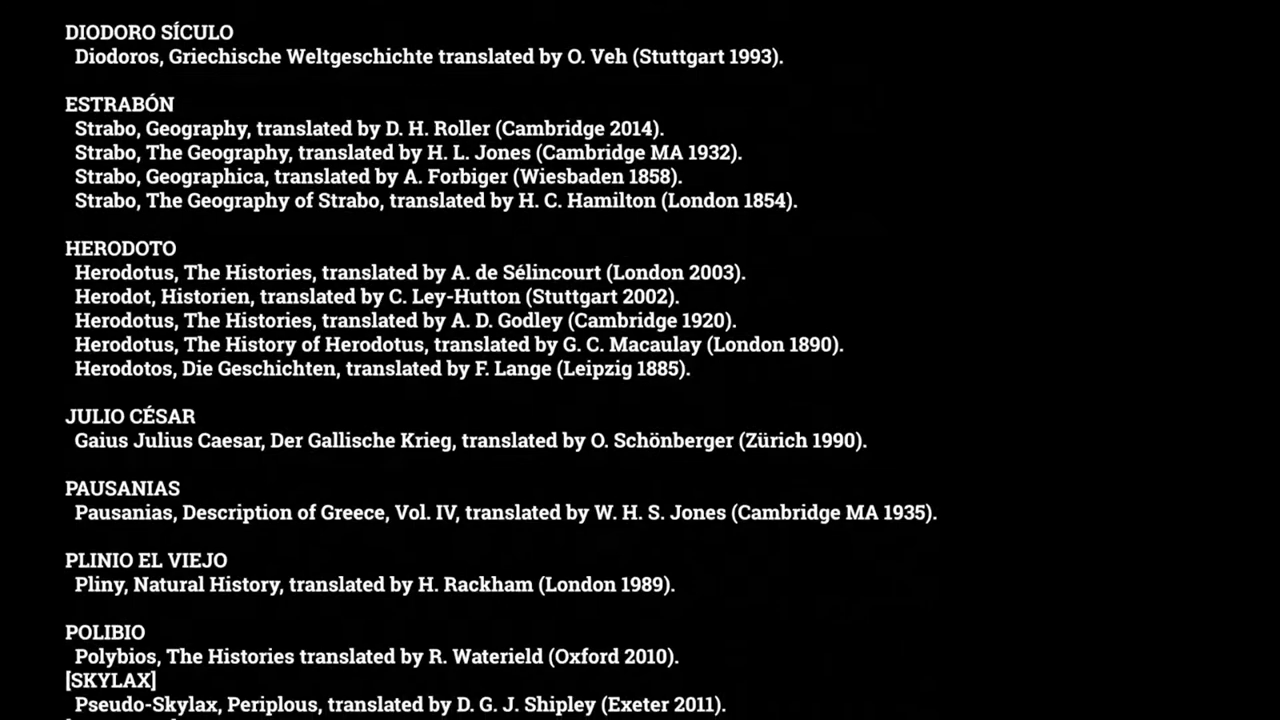 DIODORO SÍCULO
Diodoros, Griechische Weltgeschichte translated by O. Veh (Stuttgart 1993).
ESTRABÓN
Strabo, Geography, translated by D. H. Roller (Cambridge 2014).
Strabo, The Geography, translated by H. L. Jones (Cambridge MA 1932).
Strabo, Geographica, translated by A. Forbiger (Wiesbaden 1858).
Strabo, The Geography of Strabo, translated by H. C. Hamilton (London 1854).
HERODOTO
Herodotus, The Histories, translated by A. de Sélincourt (London 2003).
Herodot, Historien, translated by C. Ley-Hutton (Stuttgart 2002).
Herodotus, The Histories, translated by A. D. Godley (Cambridge 1920).
Herodotus, The History of Herodotus, translated by G. C. Macaulay (London 1890).
Herodotos, Die Geschichten, translated by F. Lange (Leipzig 1885).
JULIO CÉSAR
Gaius Julius Caesar, Der Gallische Krieg, translated by O. Schönberger (Zürich 1990).
PAUSANIAS
Pausanias, Description of Greece, Vol. IV, translated by W. H. S. Jones (Cambridge MA 1935).
PLINIO EL VIEJO
Pliny, Natural History, translated by H. Rackham (London 1989).
POLIBIO
Polybios, The Histories translated by R. Waterield (Oxford 2010).
[SKYLAX]
Pseudo-Skylax, Periplous, translated by D. G. J. Shipley (Exeter 2011).